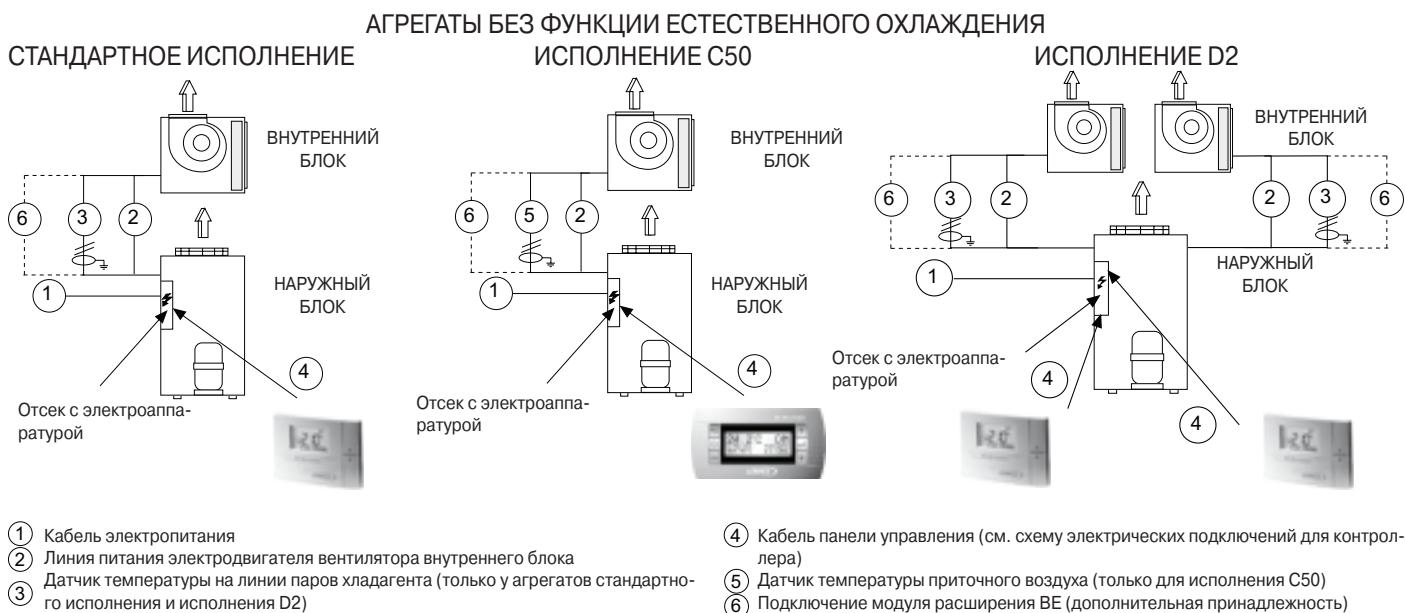 АГРЕГАТЫ БЕЗ ФУНКЦИИ ЕСТЕСТВЕННОГО ОХЛАЖДЕНИЯ
СТАНДАРТНОЕ ИСПОЛНЕНИЕ
ВНУТРЕННИЙ
БЛОК
6
3
2
1
НАРУЖНЫЙ
БЛОК
4
Отсек с электроаппа-
ратурой
ИСПОЛНЕНИЕ C50
ВНУТРЕННИЙ
БЛОК
6
5
2
1
НАРУЖНЫЙ
БЛОК
4
Отсек с электроаппа-
ратурой
ИСПОЛНЕНИЕ D2
ВНУТРЕННИЙ
БЛОК
6
3
2
2
3
6
1
НАРУЖНЫЙ
БЛОК
Отсек с электроаппа-
ратурой
4
4
1 Кабель электропитания
2 Линия питания электродвигателя вентилятора внутреннего блока
3 Датчик температуры на линии паров хладагента (только у агрегатов стандартно-
го исполнения и исполнения D2)
4 Кабель панели управления (см. схему электрических подключений для контрол-
лера)
5 Датчик температуры приточного воздуха (только для исполнения C50)
6 Подключение модуля расширения BE (дополнительная принадлежность)